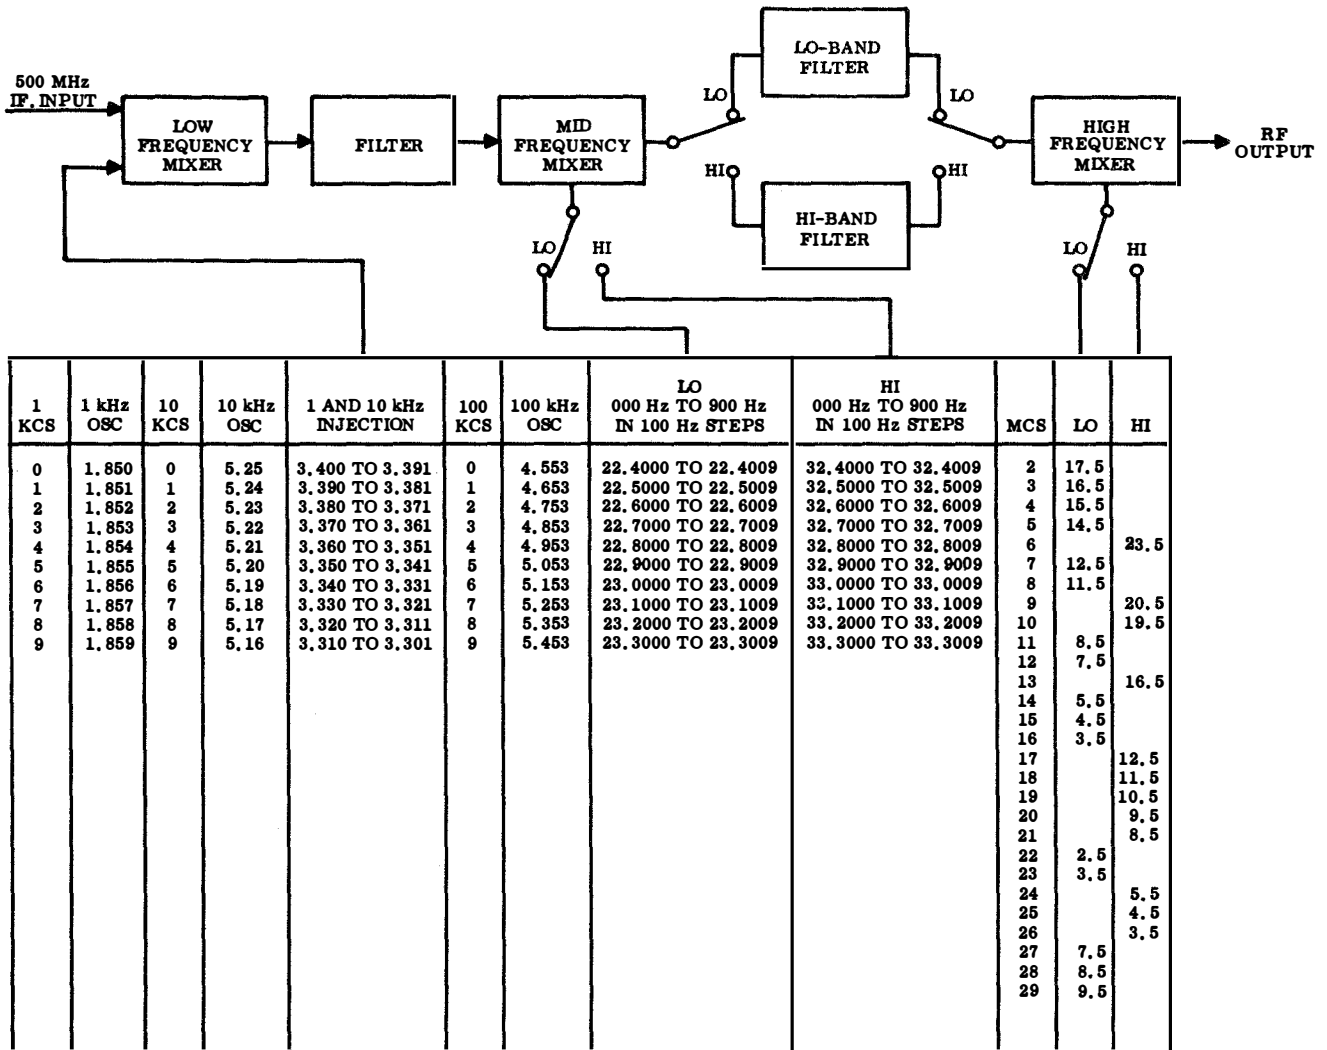 500 MHz
IF. INPUT
LOW
FREQUENCY
MIXER
FILTER
MID
FREQUENCY
MIXER
LO
HI
LO
HI
LO-BAND
FILTER
HI-BAND
FILTER
LO
HI
HIGH
FREQUENCY
MIXER
LO
HI
RF
OUTPUT
1 KCS | 1 kHz OSC | 10 KCS | 10 kHz OSC | 1 AND 10 kHz INJECTION | 100 KCS | 100 kHz OSC | LO 000 Hz TO 900 Hz IN 100 Hz STEPS | HI 000 Hz TO 900 Hz IN 100 Hz STEPS | MCS | LO | HI
0 1.850 0 5.25 3.400 TO 3.391 0 4.553 22.4000 TO 22.4009 32.4000 TO 32.4009 2 17.5
1 1.851 1 5.24 3.390 TO 3.381 1 4.653 22.5000 TO 22.5009 32.5000 TO 32.5009 3 16.5
2 1.852 2 5.23 3.380 TO 3.371 2 4.753 22.6000 TO 22.6009 32.6000 TO 32.6009 4 15.5
3 1.853 3 5.22 3.370 TO 3.361 3 4.853 22.7000 TO 22.7009 32.7000 TO 32.7009 5 14.5
4 1.854 4 5.21 3.360 TO 3.351 4 4.953 22.8000 TO 22.8009 32.8000 TO 32.8009 6 23.5
5 1.855 5 5.20 3.350 TO 3.341 5 5.053 22.9000 TO 22.9009 32.9000 TO 32.9009 7 12.5
6 1.856 6 5.19 3.340 TO 3.331 6 5.153 23.0000 TO 23.0009 33.0000 TO 33.0009 8 11.5
7 1.857 7 5.18 3.330 TO 3.321 7 5.253 23.1000 TO 23.1009 33.1000 TO 33.1009 9 20.5
8 1.858 8 5.17 3.320 TO 3.311 8 5.353 23.2000 TO 23.2009 33.2000 TO 33.2009 10 19.5
9 1.859 9 5.16 3.310 TO 3.301 9 5.453 23.3000 TO 23.3009 33.3000 TO 33.3009 11 8.5
12 7.5
13 16.5
14 5.5
15 4.5
16 3.5
17 12.5
18 11.5
19 10.5
20 9.5
21 8.5
22 2.5
23 3.5
24 5.5
25 4.5
26 3.5
27 7.5
28 8.5
29 9.5